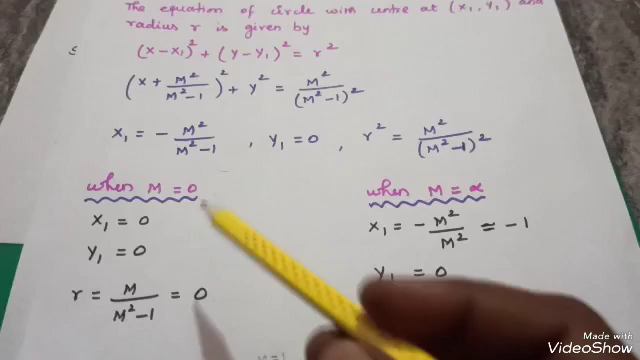 The equation of circle with centre at (x₁, y₁) and
radius r is given by
(x − x₁)² + (y − y₁)² = r²
(x + M²/(M²−1))² + y² = M²/(M²−1)²
x₁ = − M²/(M²−1) , y₁ = 0 , r² = M²/(M²−1)²
when M = 0
x₁ = 0
y₁ = 0
r = M/(M²−1) = 0
when M = α
x₁ = − M²/M² ≃ −1
y₁ = 0
M = 1
Made with
VideoShow